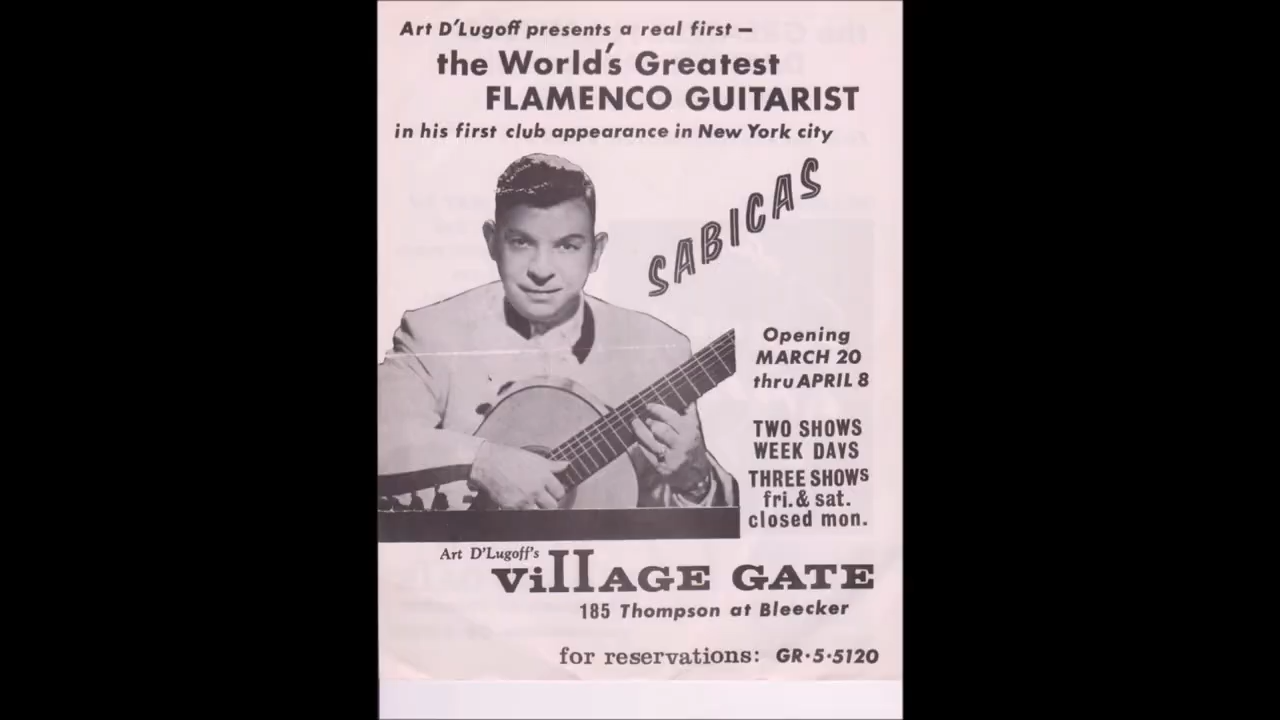 Art D'Lugoff presents a real first —
the World's Greatest
FLAMENCO GUITARIST
in his first club appearance in New York city
SABICAS
Opening
MARCH 20
thru APRIL 8
TWO SHOWS
WEEK DAYS
THREE SHOWS
fri. & sat.
closed mon.
Art D'Lugoff's
ViLLAGE GATE
185 Thompson at Bleecker
for reservations: GR·5·5120